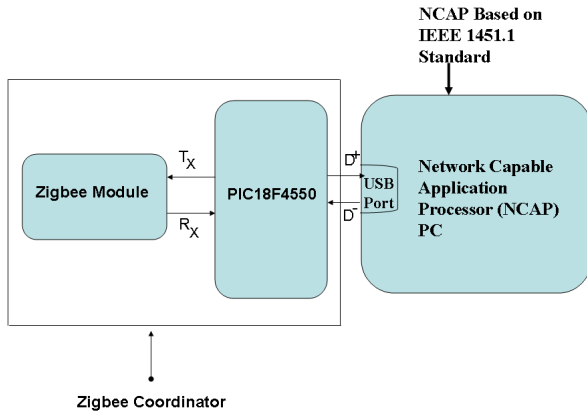 NCAP Based on
IEEE 1451.1
Standard
Zigbee Module
TX
RX
PIC18F4550
D+
D-
USB
Port
Network Capable
Application
Processor (NCAP)
PC
Zigbee Coordinator